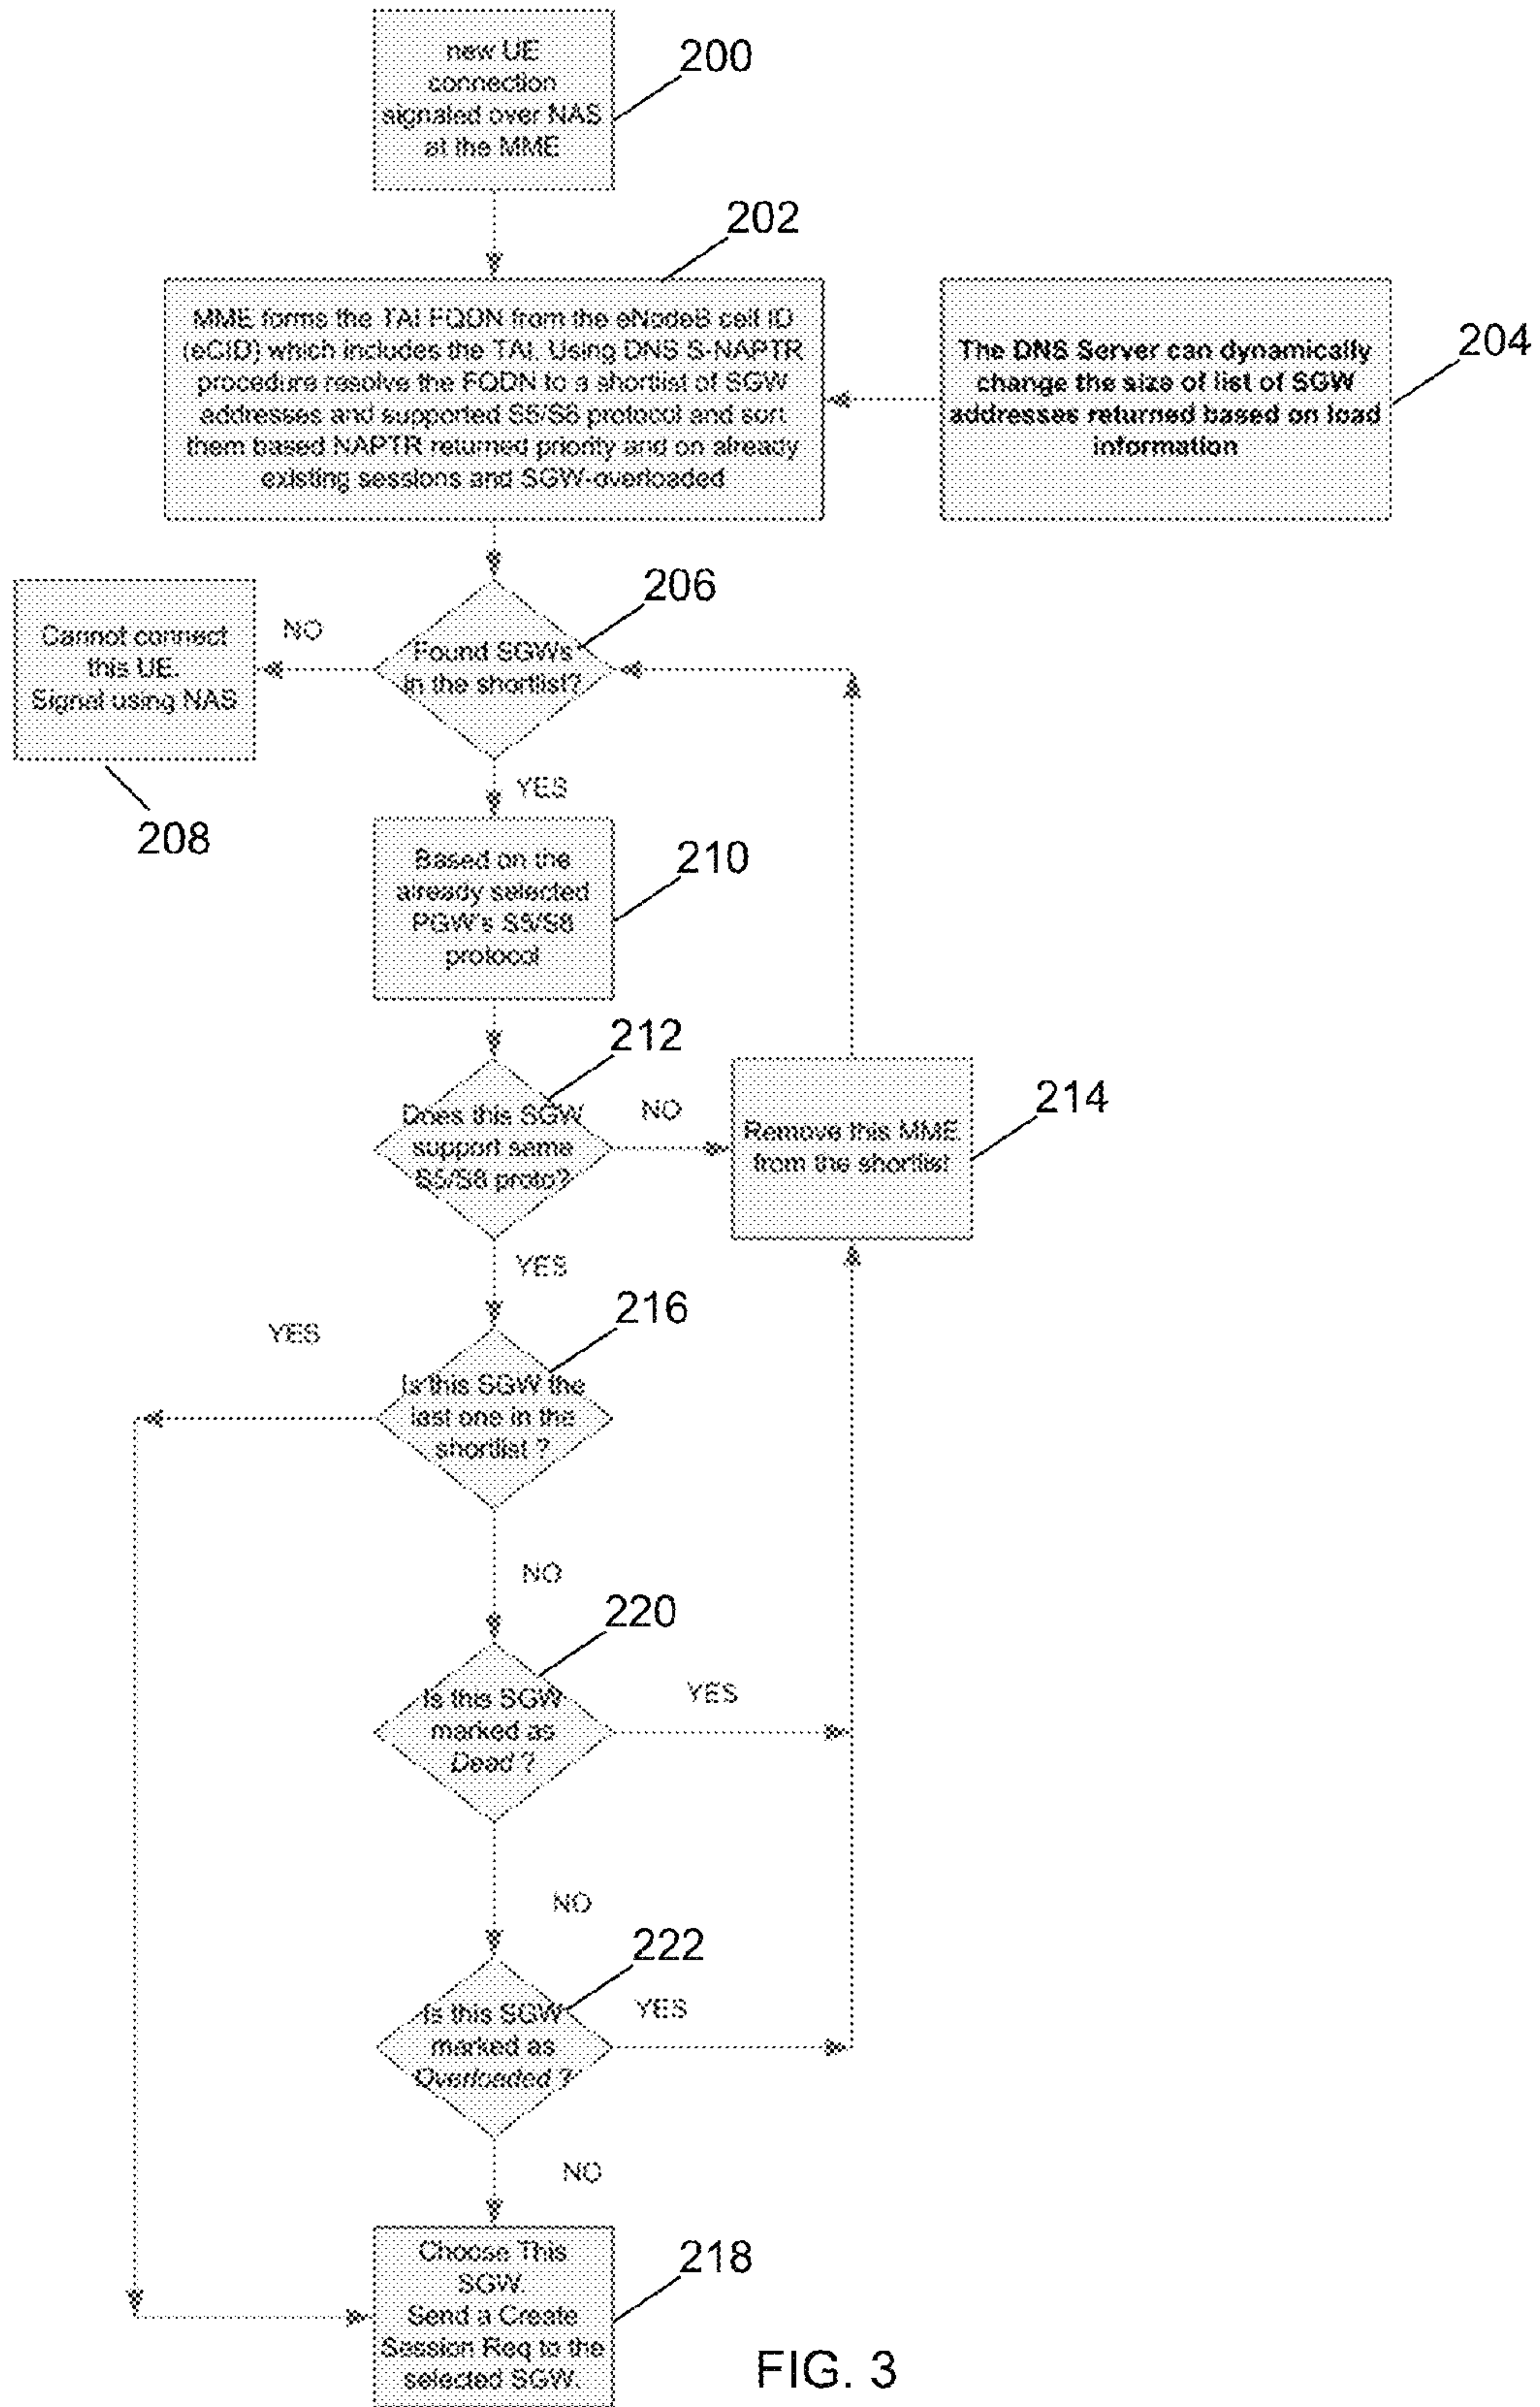 new UE
connection
signaled over NAS
at the MME
200
202
MME forms the TAI FQDN from the eNodeB cell ID
(eCID) which includes the TAI. Using DNS S-NAPTR
procedure resolve the FQDN to a shortlist of SGW
addresses and supported S5/S8 protocol and sort
them based NAPTR returned priority and on already
existing sessions and SGW-overloaded
The DNS Server can dynamically
change the size of list of SGW
addresses returned based on load
information
204
206
Found SGWs
in the shortlist?
NO
Cannot connect
this UE.
Signal using NAS
208
YES
Based on the
already selected
PGW's S5/S8
protocol
210
212
Does this SGW
support same
S5/S8 proto?
NO
Remove this MME
from the shortlist
214
YES
216
YES
Is this SGW the
last one in the
shortlist ?
NO
220
Is this SGW
marked as
Dead ?
YES
NO
222
Is this SGW
marked as
Overloaded ?
YES
NO
Choose This
SGW.
Send a Create
Session Req to the
selected SGW.
218
FIG. 3